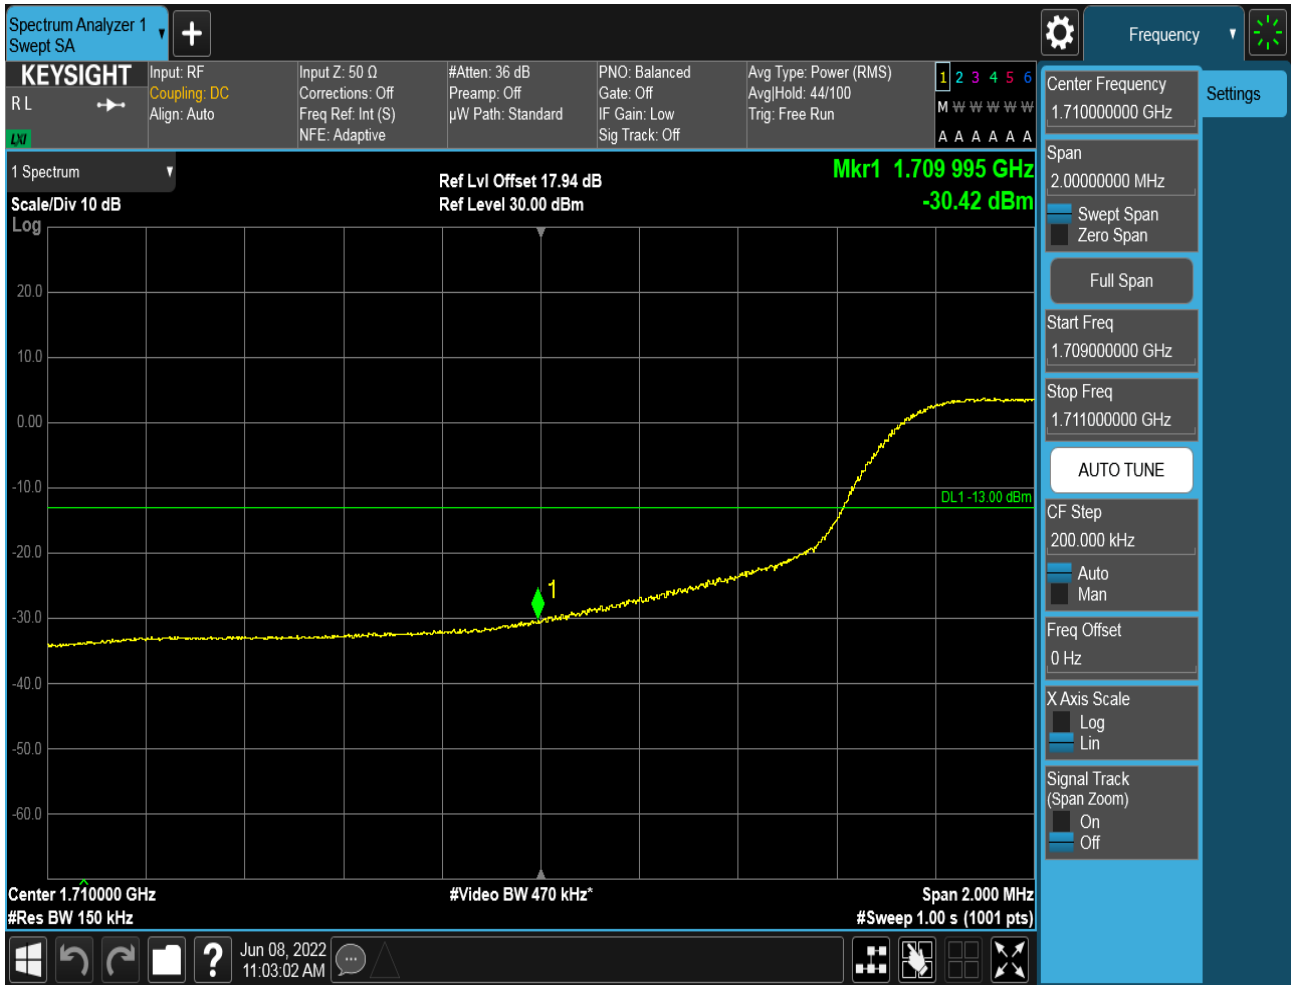 Spectrum Analyzer 1
Swept SA
Frequency
KEYSIGHT
R L
LXI
Input: RF
Coupling: DC
Align: Auto
Input Z: 50 Ω
Corrections: Off
Freq Ref: Int (S)
NFE: Adaptive
#Atten: 36 dB
Preamp: Off
µW Path: Standard
PNO: Balanced
Gate: Off
IF Gain: Low
Sig Track: Off
Avg Type: Power (RMS)
Avg|Hold: 44/100
Trig: Free Run
1 2 3 4 5 6
M W W W W W
A A A A A A
1 Spectrum
Scale/Div 10 dB
Log
Ref Lvl Offset 17.94 dB
Ref Level 30.00 dBm
Mkr1 1.709 995 GHz
-30.42 dBm
20.0
10.0
0.00
-10.0
-20.0
-30.0
-40.0
-50.0
-60.0
DL1 -13.00 dBm
1
Center 1.710000 GHz
#Res BW 150 kHz
#Video BW 470 kHz*
Span 2.000 MHz
#Sweep 1.00 s (1001 pts)
Jun 08, 2022
11:03:02 AM
Center Frequency
1.710000000 GHz
Settings
Span
2.00000000 MHz
Swept Span
Zero Span
Full Span
Start Freq
1.709000000 GHz
Stop Freq
1.711000000 GHz
AUTO TUNE
CF Step
200.000 kHz
Auto
Man
Freq Offset
0 Hz
X Axis Scale
Log
Lin
Signal Track
(Span Zoom)
On
Off